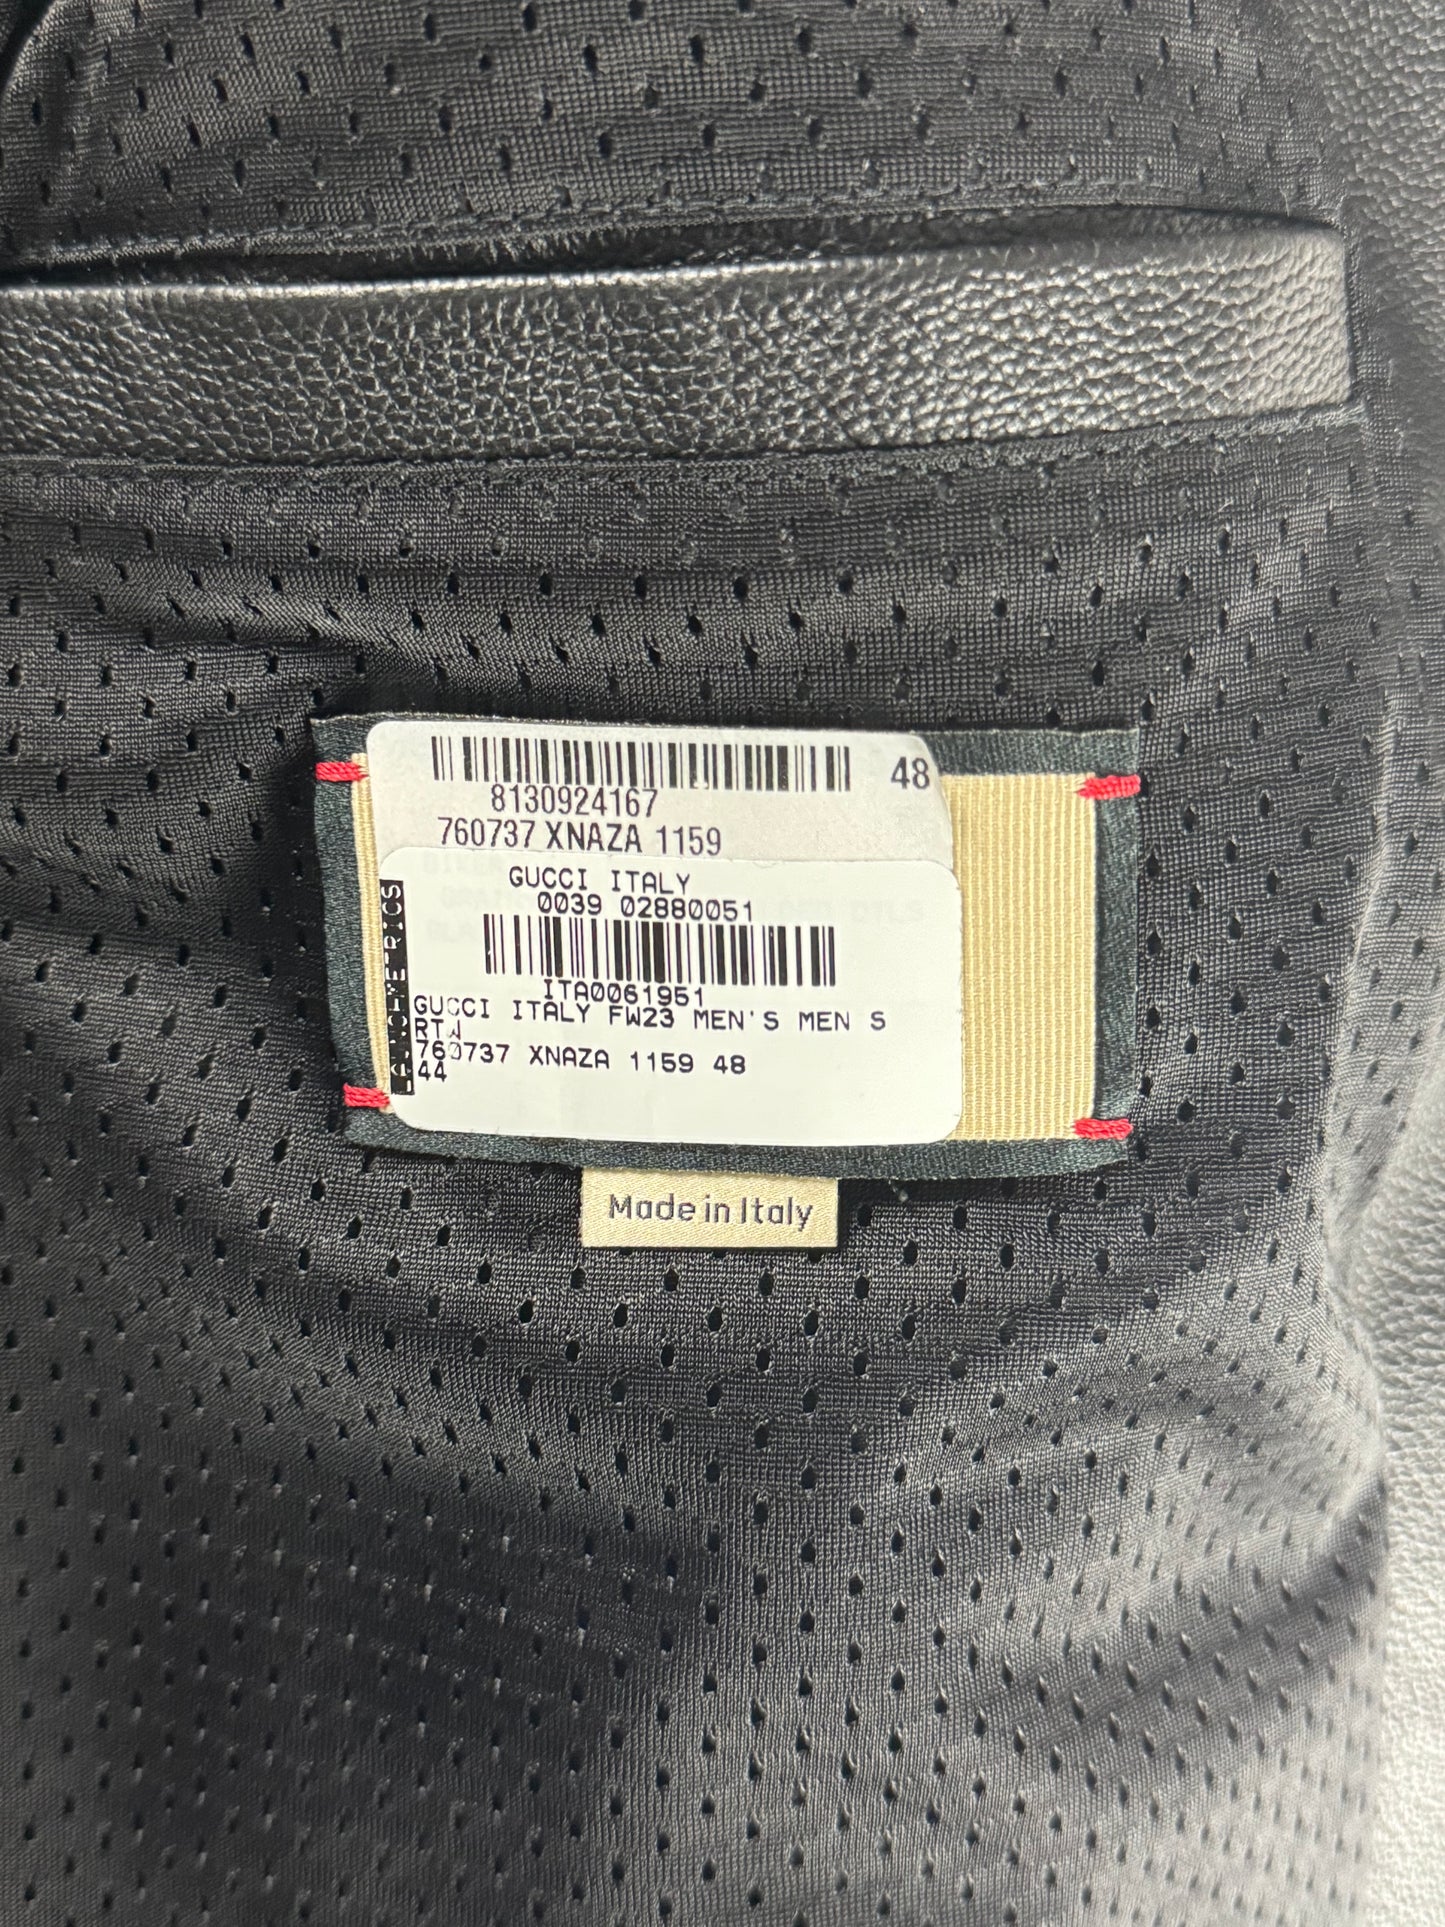 48
8130924167
760737 XNAZA 1159
GUCCI ITALY
0039 02880051
ITA0061951
GUCCI ITALY FW23 MEN'S MEN S
RTW
760737 XNAZA 1159 48
44
Made in Italy